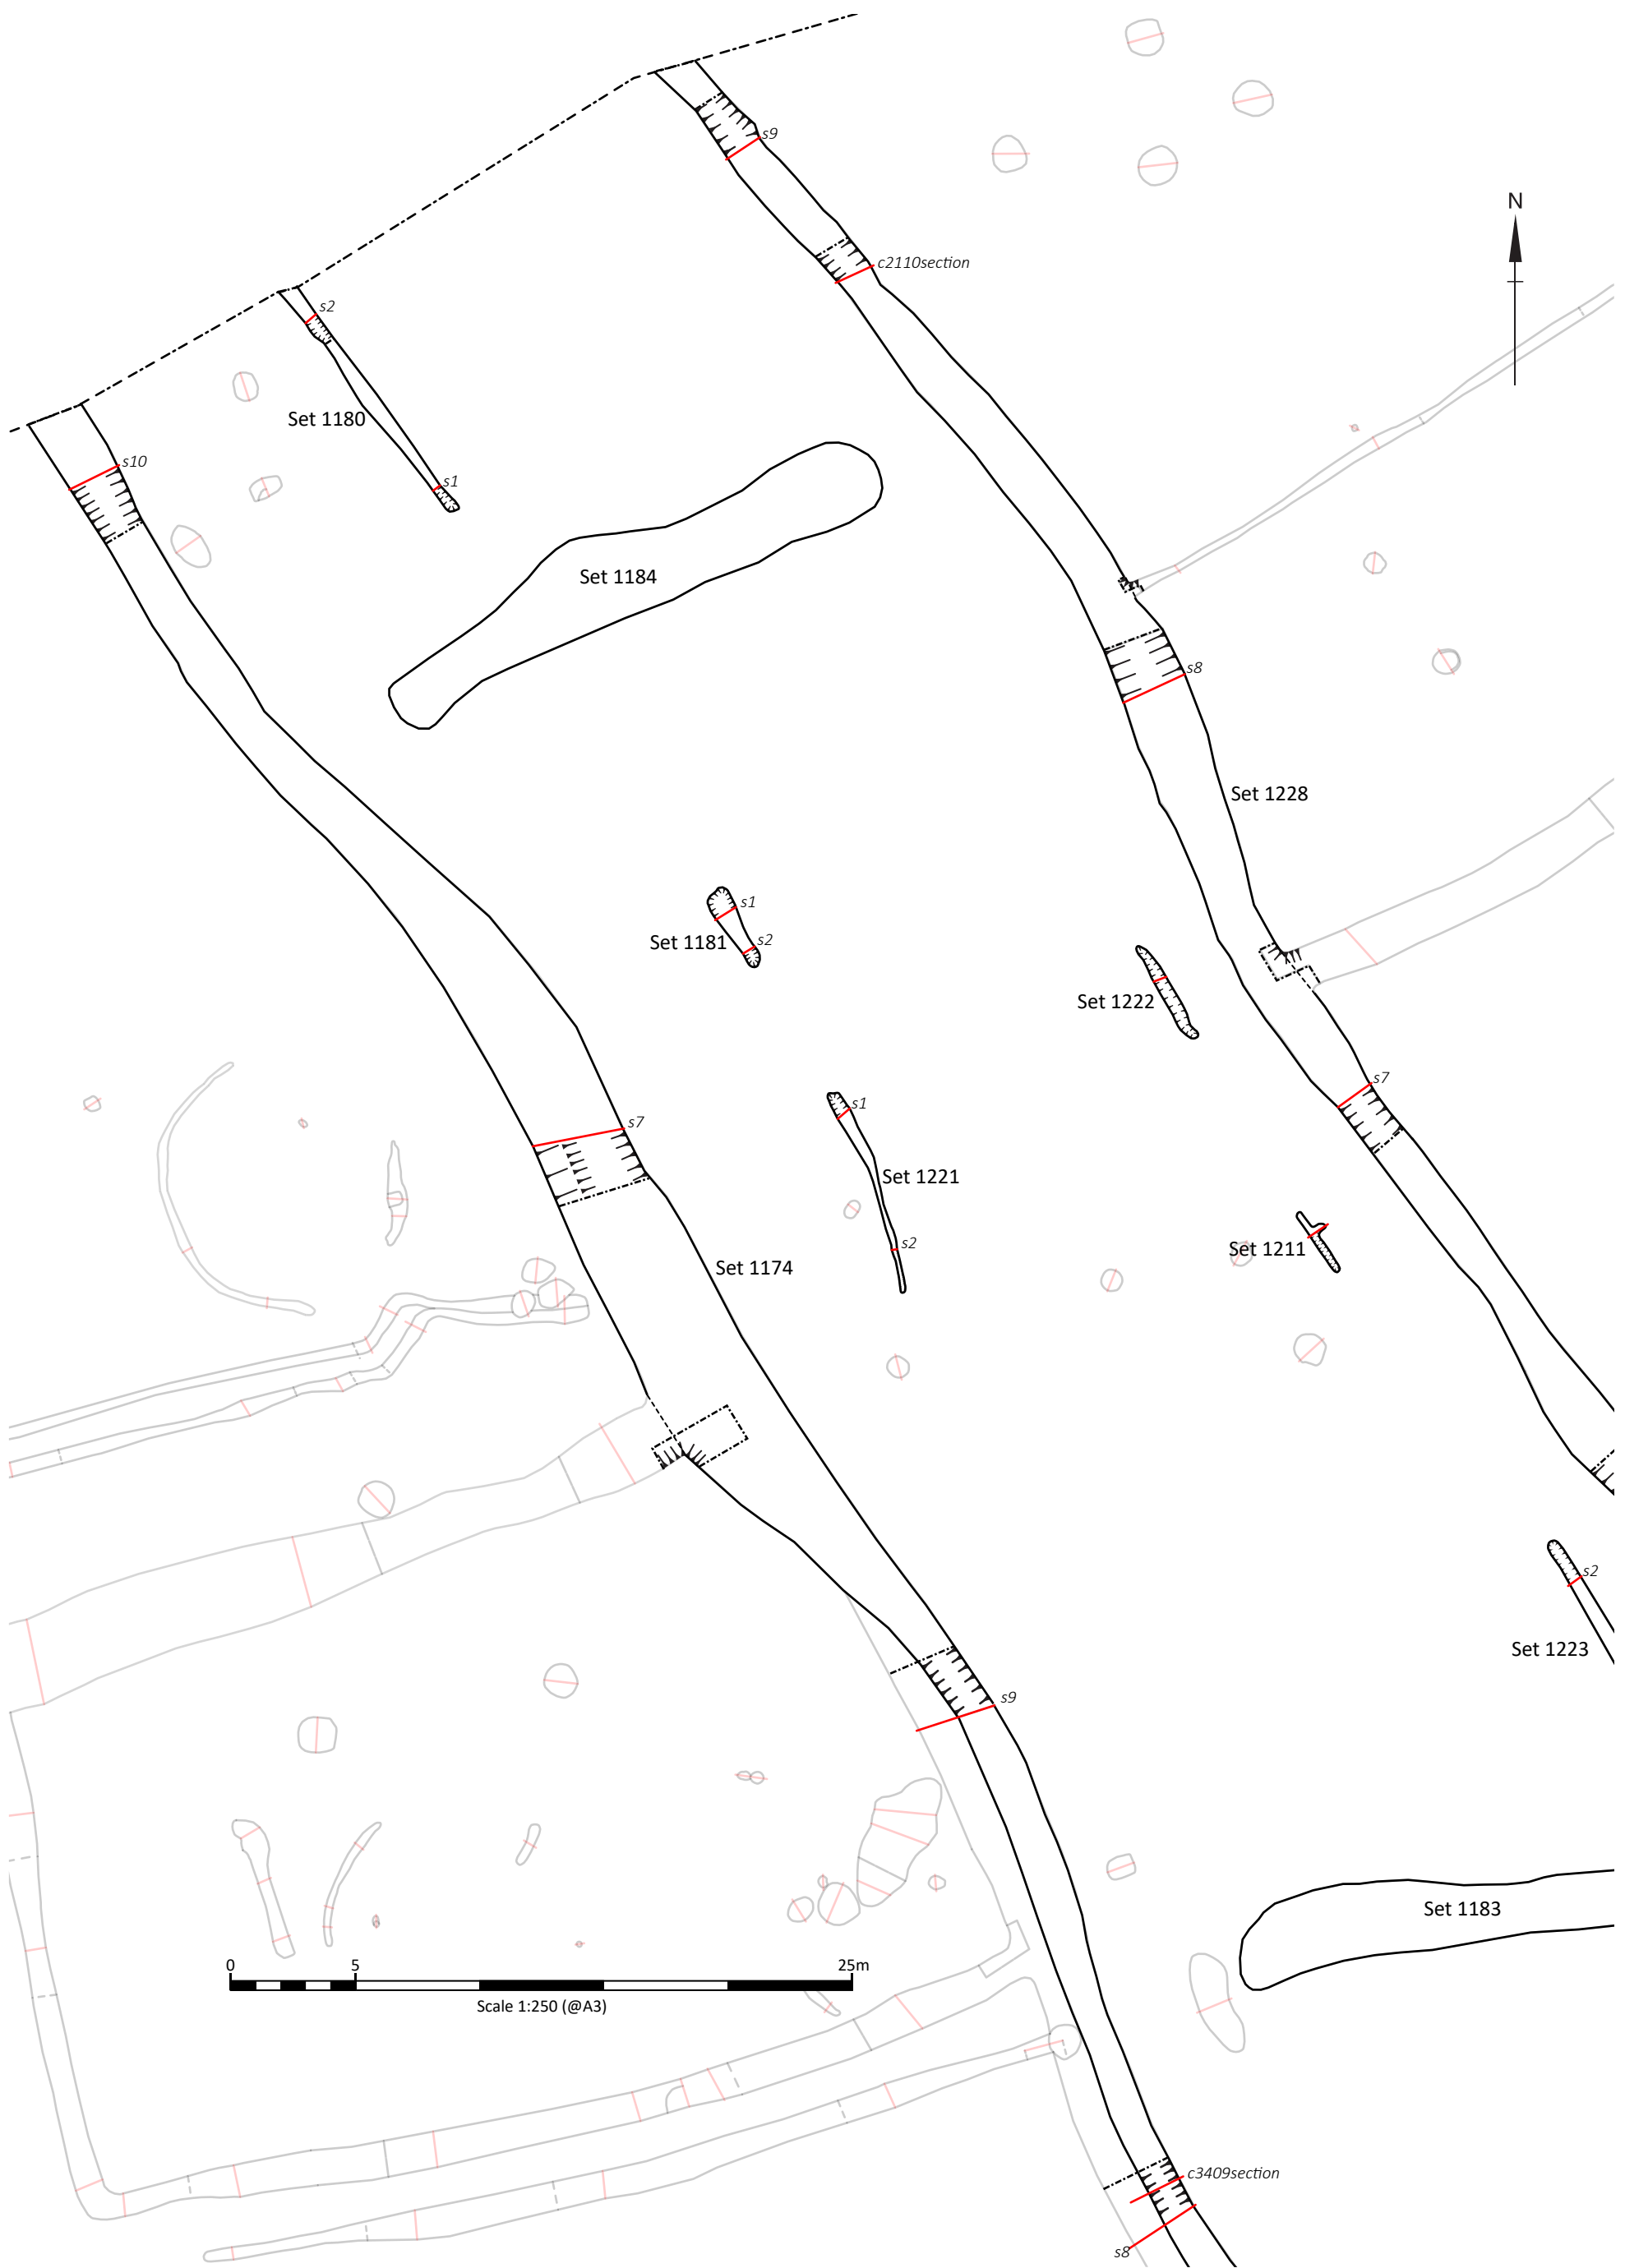 s9
N
c2110section
s2
Set 1180
s10
s1
Set 1184
s8
Set 1228
s1
Set 1181
s2
Set 1222
s7
s1
s7
Set 1221
s2
Set 1211
Set 1174
s2
Set 1223
s9
Set 1183
0 5 25m
Scale 1:250 (@A3)
c3409section
s8